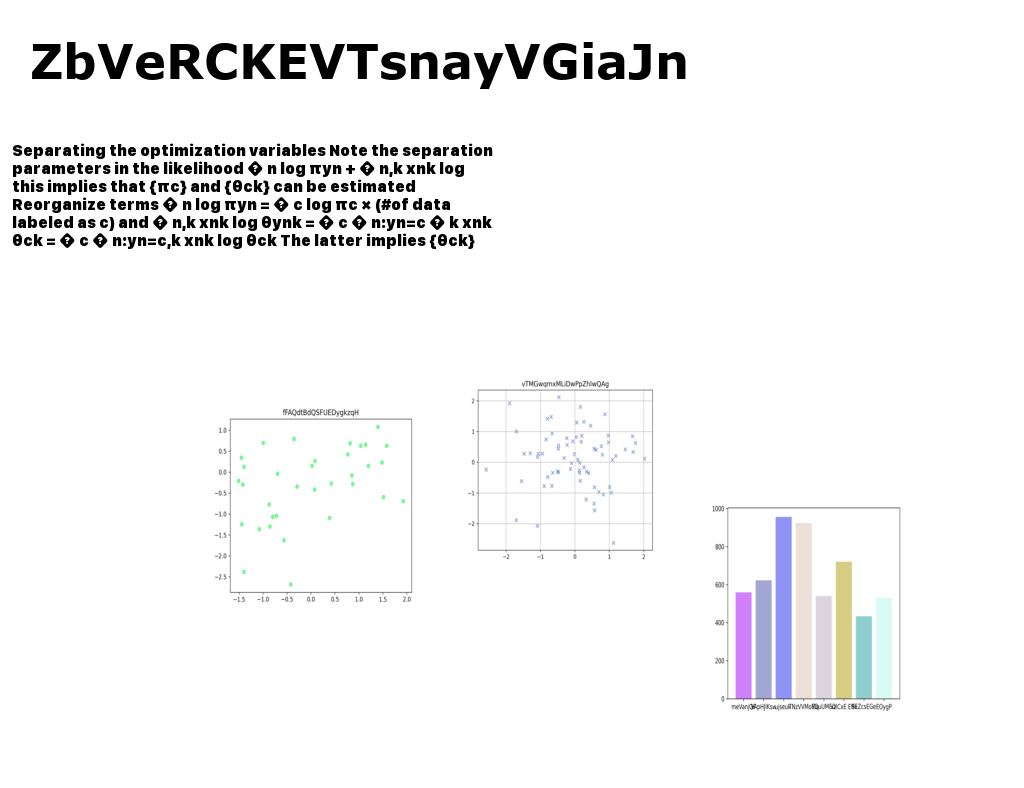 ZbVeRCKEVTsnayVGiaJn
Separating the optimization variables Note the separation
parameters in the likelihood � n log πyn + � n,k xnk log
this implies that {πc} and {θck} can be estimated
Reorganize terms � n log πyn = � c log πc × (#of data
labeled as c) and � n,k xnk log θynk = � c � n:yn=c � k xnk
θck = � c � n:yn=c,k xnk log θck The latter implies {θck}
vTMGwqmxMLiDwPpZhlwQAg
2
1
0
−1
−2
−2 −1 0 1 2
fFAQdtBdQSFUEDygkzqH
1.0
0.5
0.0
−0.5
−1.0
−1.5
−2.0
−2.5
−1.5 −1.0 −0.5 0.0 0.5 1.0 1.5 2.0
1000
800
600
400
200
0